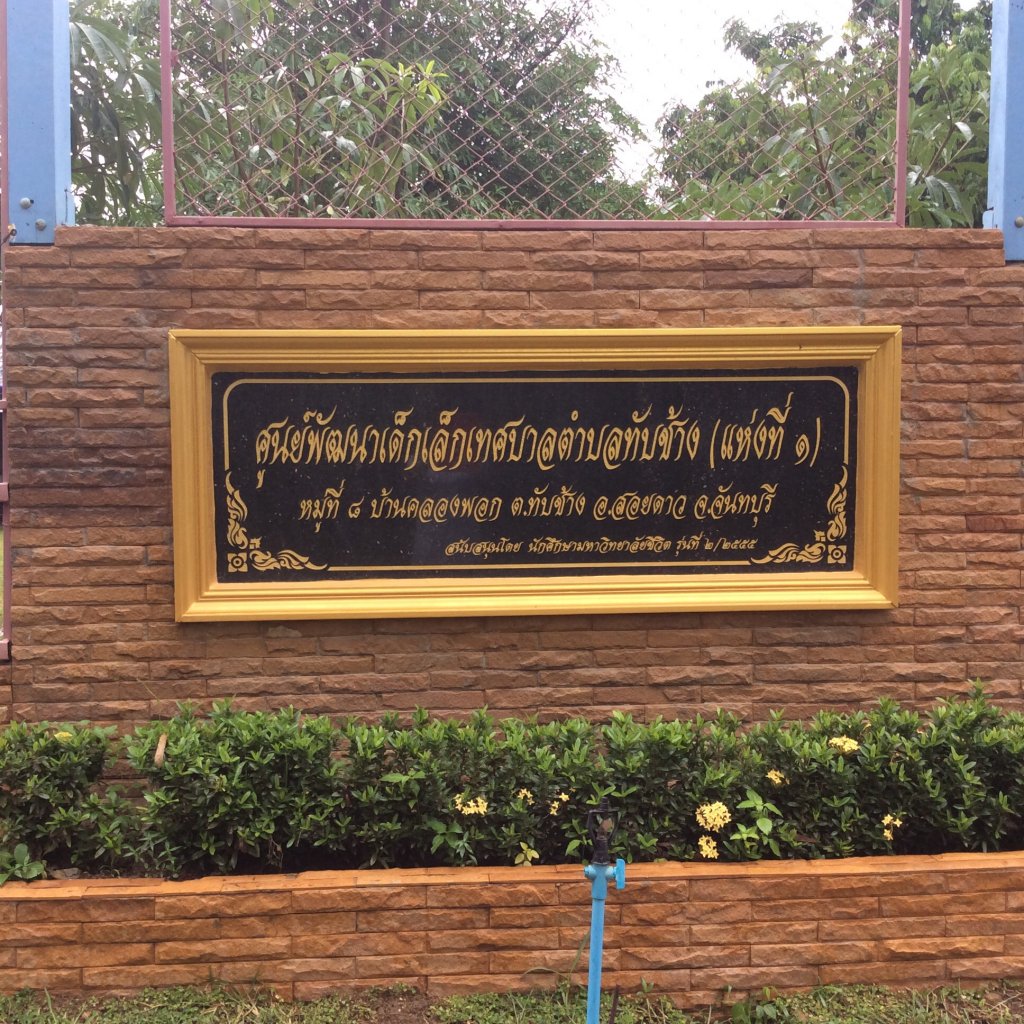 ศูนย์พัฒนาเด็กเล็กเทศบาลตำบลทับช้าง (แห่งที่ ๑)
หมู่ที่ ๘ บ้านคลองพอก ต.ทับช้าง อ.สอยดาว จ.จันทบุรี
สนับสนุนโดย นักศึกษามหาวิทยาลัยชีวิต รุ่นที่ ๒/๒๕๕๕